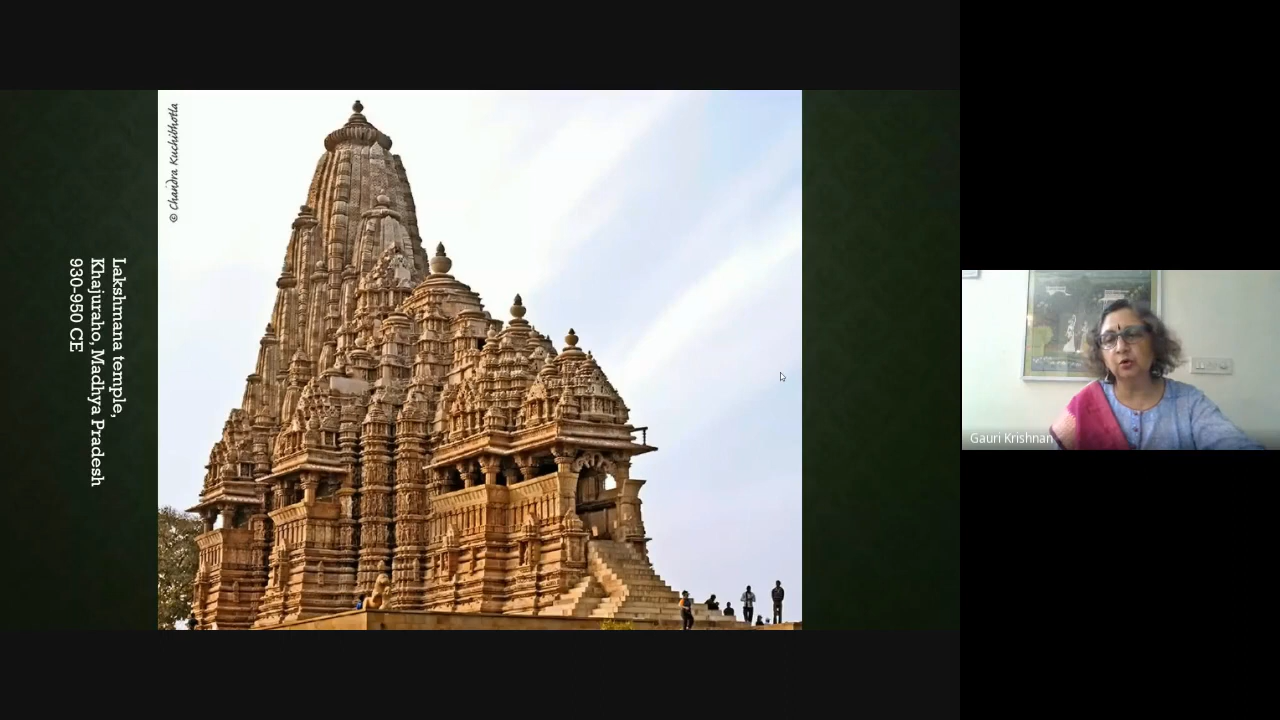 © Chandra Kuchibhotla
Lakshmana temple,
Khajuraho, Madhya Pradesh
930-950 CE
Gauri Krishnan